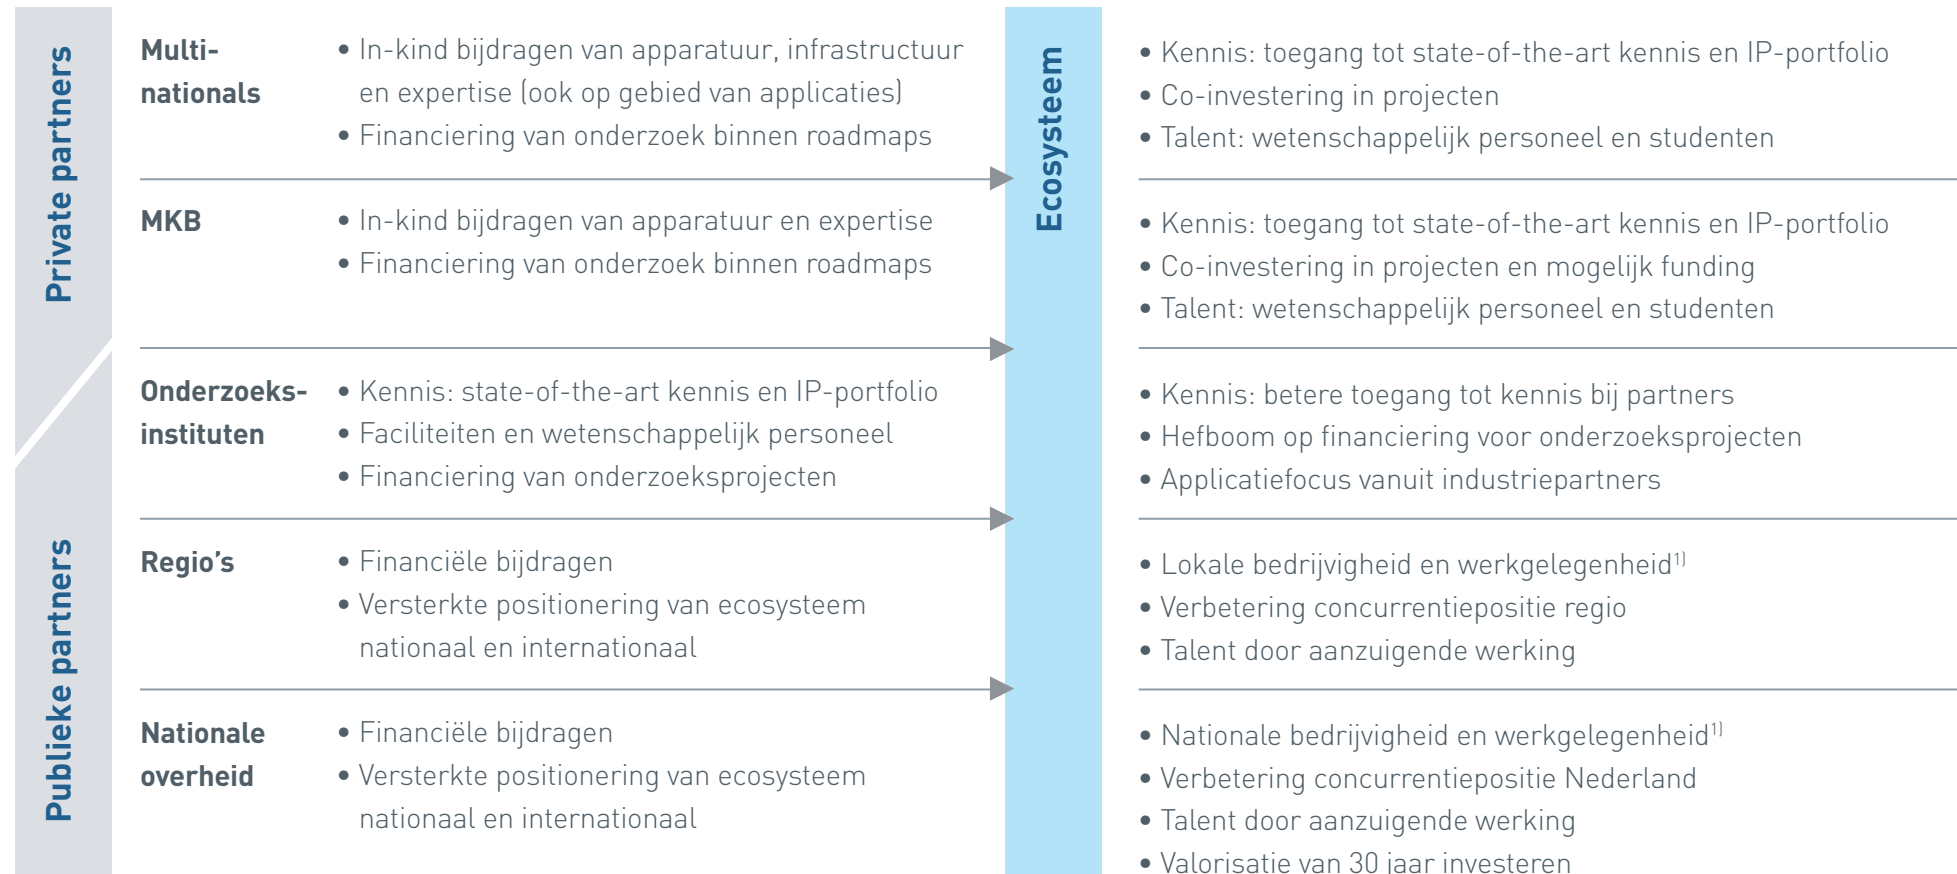 Private partners
Multi-
nationals
• In-kind bijdragen van apparatuur, infrastructuur
en expertise (ook op gebied van applicaties)
• Financiering van onderzoek binnen roadmaps
Ecosysteem
• Kennis: toegang tot state-of-the-art kennis en IP-portfolio
• Co-investering in projecten
• Talent: wetenschappelijk personeel en studenten
MKB
• In-kind bijdragen van apparatuur en expertise
• Financiering van onderzoek binnen roadmaps
• Kennis: toegang tot state-of-the-art kennis en IP-portfolio
• Co-investering in projecten en mogelijk funding
• Talent: wetenschappelijk personeel en studenten
Onderzoeks-
instituten
• Kennis: state-of-the-art kennis en IP-portfolio
• Faciliteiten en wetenschappelijk personeel
• Financiering van onderzoeksprojecten
• Kennis: betere toegang tot kennis bij partners
• Hefboom op financiering voor onderzoeksprojecten
• Applicatiefocus vanuit industriepartners
Publieke partners
Regio's
• Financiële bijdragen
• Versterkte positionering van ecosysteem
nationaal en internationaal
• Lokale bedrijvigheid en werkgelegenheid1)
• Verbetering concurrentiepositie regio
• Talent door aanzuigende werking
Nationale
overheid
• Financiële bijdragen
• Versterkte positionering van ecosysteem
nationaal en internationaal
• Nationale bedrijvigheid en werkgelegenheid1)
• Verbetering concurrentiepositie Nederland
• Talent door aanzuigende werking
• Valorisatie van 30 jaar investeren